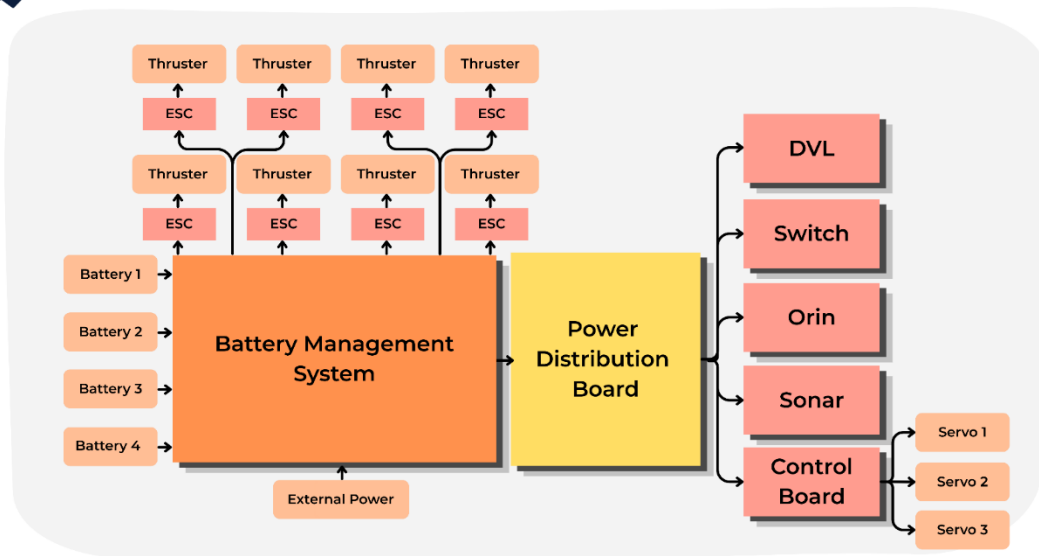 Thruster
Thruster
Thruster
Thruster
ESC
ESC
ESC
ESC
Thruster
Thruster
Thruster
Thruster
ESC
ESC
ESC
ESC
Battery 1
Battery 2
Battery 3
Battery 4
Battery Management
System
External Power
Power
Distribution
Board
DVL
Switch
Orin
Sonar
Control
Board
Servo 1
Servo 2
Servo 3